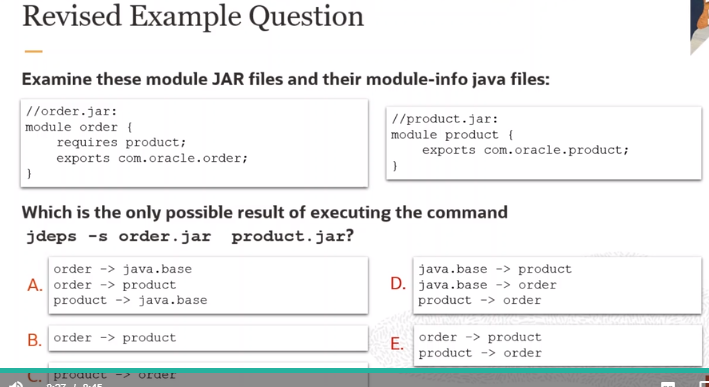 Revised Example Question
Examine these module JAR files and their module-info java files:
//order.jar:
module order {
requires product;
exports com.oracle.order;
}
//product.jar:
module product {
exports com.oracle.product;
}
Which is the only possible result of executing the command
jdeps -s order.jar product.jar?
A.
order -> java.base
order -> product
product -> java.base
B.
order -> product
C.
product -> order
D.
java.base -> product
java.base -> order
product -> order
E.
order -> product
product -> order